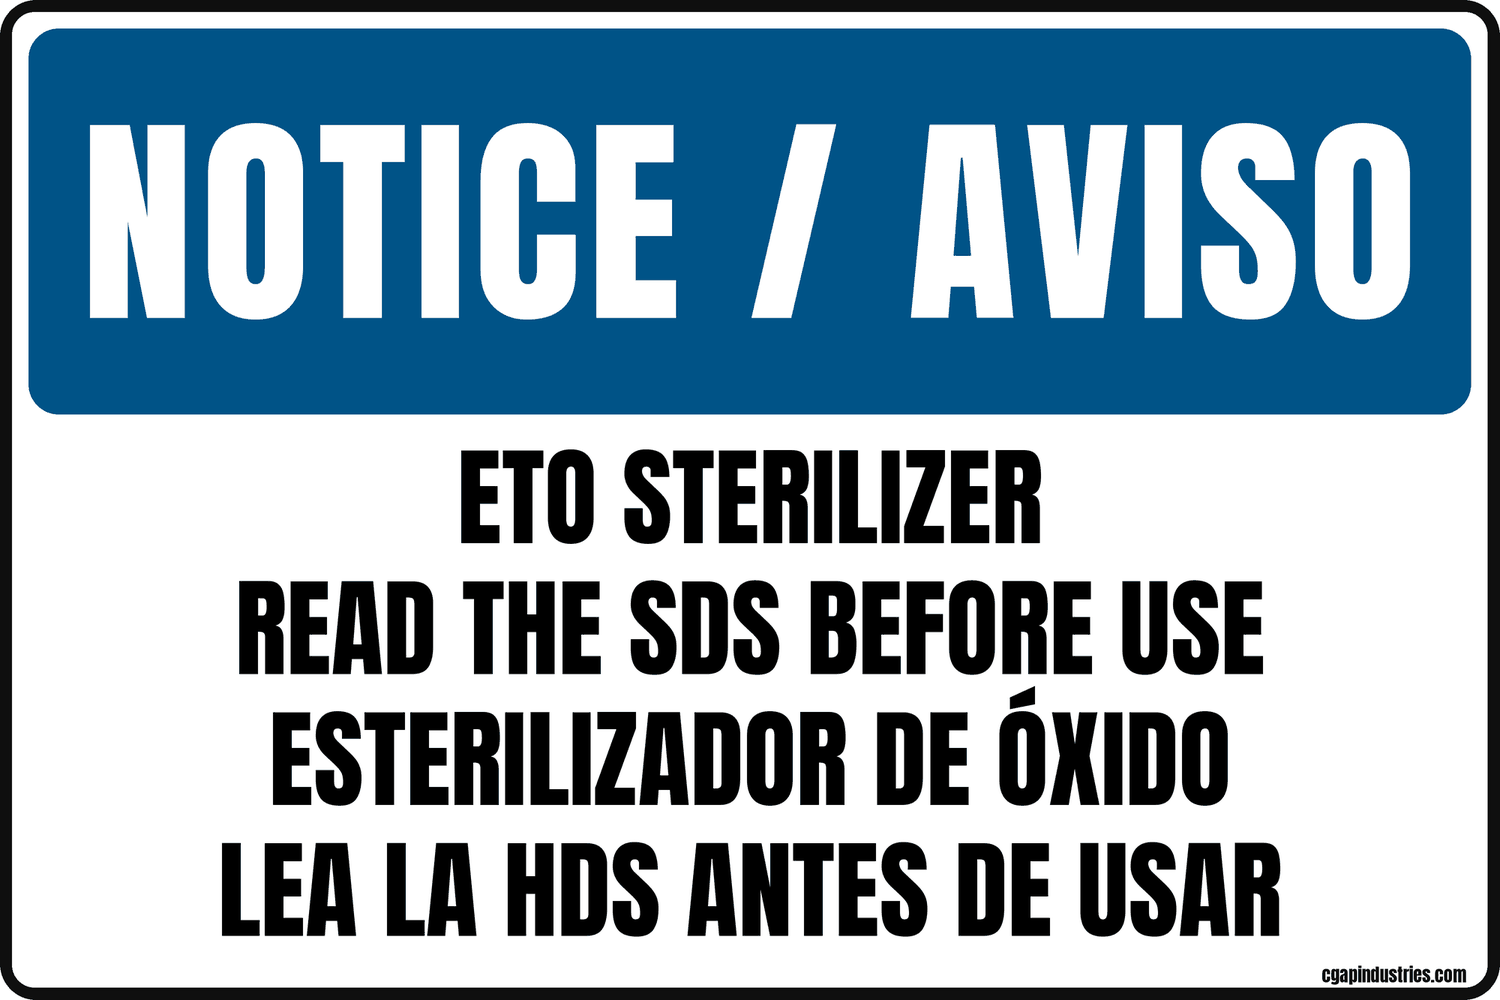 NOTICE / AVISO
ETO STERILIZER
READ THE SDS BEFORE USE
ESTERILIZADOR DE ÓXIDO
LEA LA HDS ANTES DE USAR
cgapindustries.com